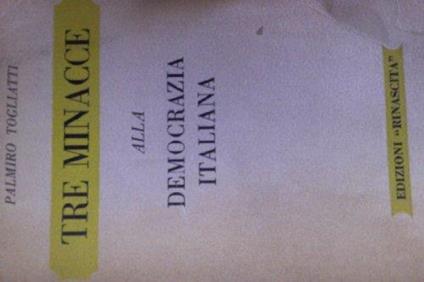 PALMIRO TOGLIATTI
TRE MINACCE
ALLA
DEMOCRAZIA
ITALIANA
EDIZIONI "RINASCITA"